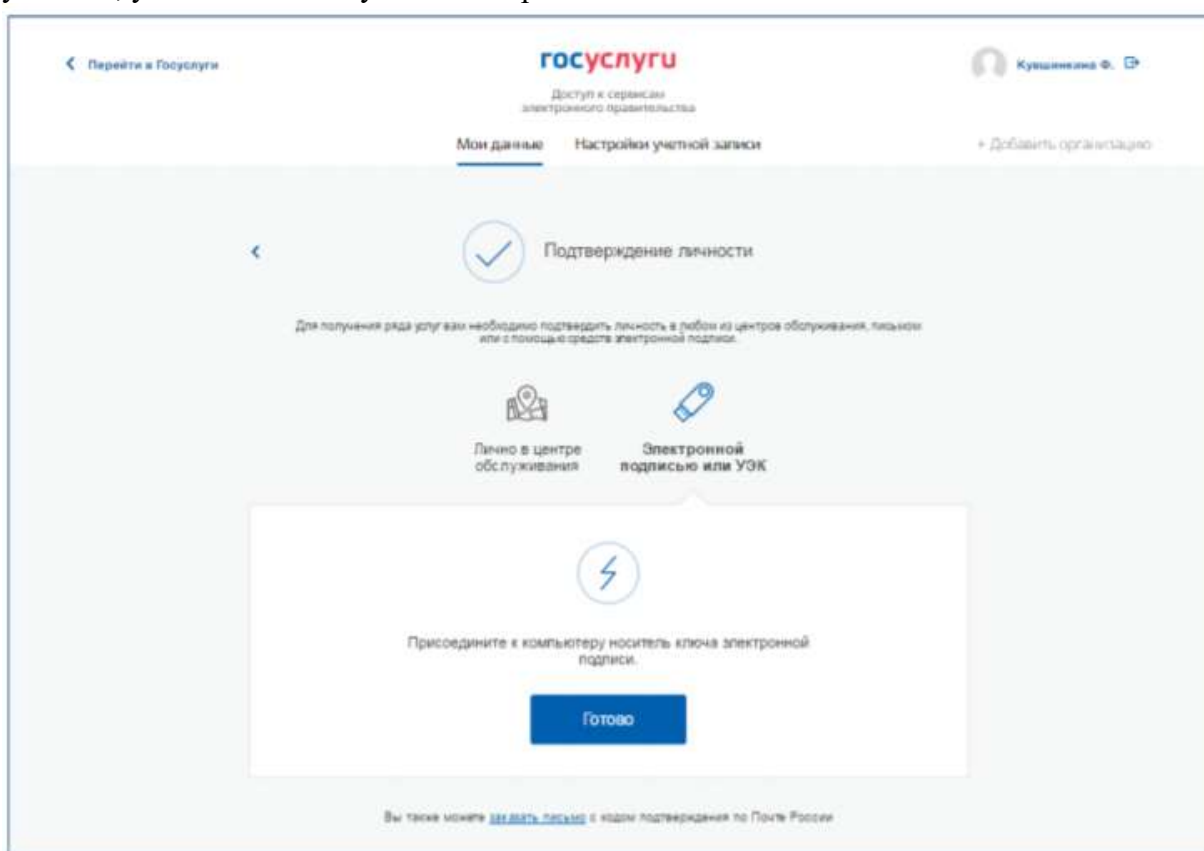 Перейти в Госуслуги
госуслуги
Кувшинкина Ф.
Доступ к сервисам
электронного правительства
Мои данные
Настройки учетной записи
+ Добавить организацию
Подтверждение личности
Для получения ряда услуг вам необходимо подтвердить личность в любом из центров обслуживания, письмом
или с помощью средств электронной подписи.
Лично в центре
обслуживания
Электронной
подписью или УЭК
Присоедините к компьютеру носитель ключа электронной
подписи.
Готово
Вы также можете заказать письмо с кодом подтверждения по Почте России